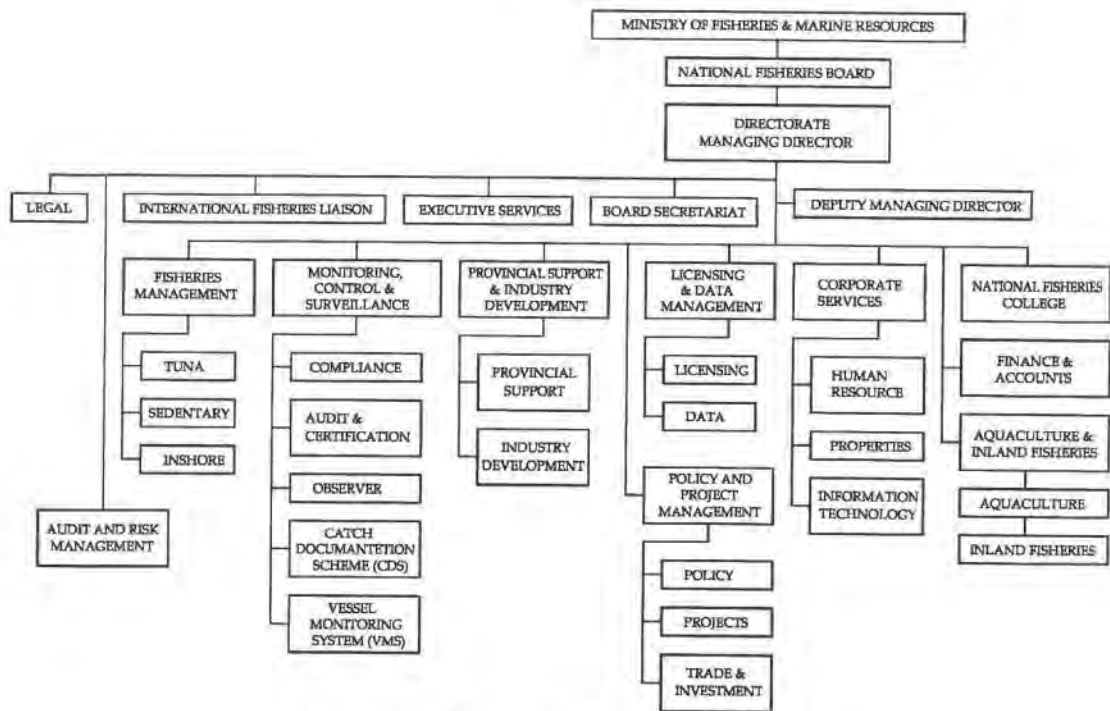 MINISTRY OF FISHERIES & MARINE RESOURCES
NATIONAL FISHERIES BOARD
DIRECTORATE
MANAGING DIRECTOR
LEGAL
INTERNATIONAL FISHERIES LIAISON
EXECUTIVE SERVICES
BOARD SECRETARIAT
DEPUTY MANAGING DIRECTOR
FISHERIES
MANAGEMENT
MONITORING,
CONTROL &
SURVEILLANCE
PROVINCIAL SUPPORT
& INDUSTRY
DEVELOPMENT
LICENSING
& DATA
MANAGEMENT
CORPORATE
SERVICES
NATIONAL FISHERIES
COLLEGE
TUNA
SEDENTARY
INSHORE
AUDIT AND RISK
MANAGEMENT
COMPLIANCE
AUDIT &
CERTIFICATION
OBSERVER
CATCH
DOCUMANTETION
SCHEME (CDS)
VESSEL
MONITORING
SYSTEM (VMS)
PROVINCIAL
SUPPORT
INDUSTRY
DEVELOPMENT
LICENSING
DATA
POLICY AND
PROJECT
MANAGEMENT
POLICY
PROJECTS
TRADE &
INVESTMENT
HUMAN
RESOURCE
PROPERTIES
INFORMATION
TECHNOLOGY
FINANCE &
ACCOUNTS
AQUACULTURE &
INLAND FISHERIES
AQUACULTURE
INLAND FISHERIES